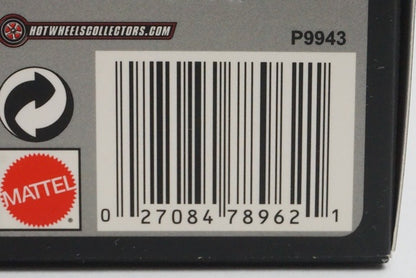 HOTWHEELSCOLLECTORS.COM
P9943
MATTEL
®
0 27084 78962 1